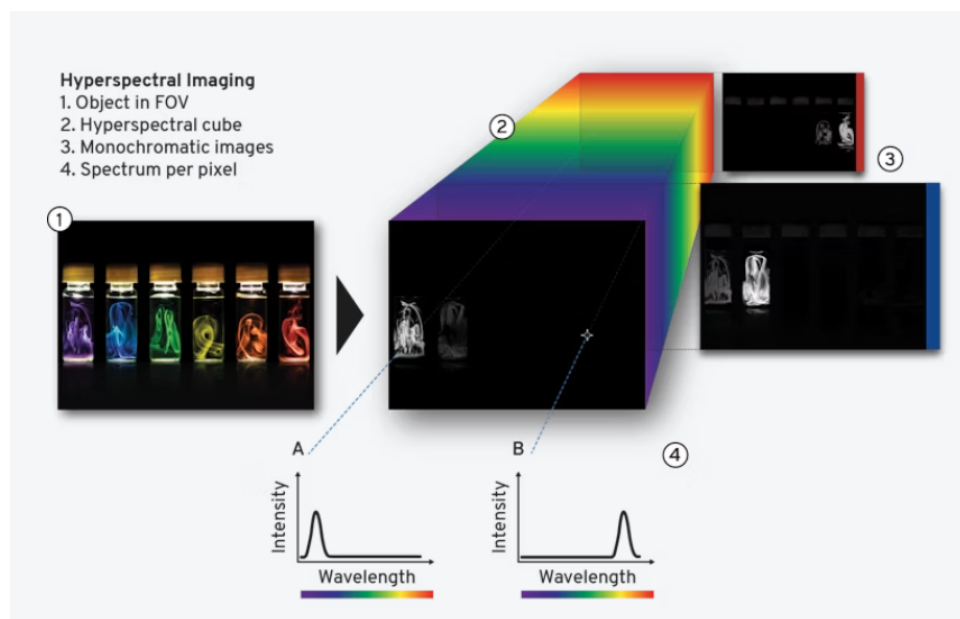 Hyperspectral Imaging
1. Object in FOV
2. Hyperspectral cube
3. Monochromatic images
4. Spectrum per pixel
1
2
3
A
B
4
Intensity
Wavelength
Intensity
Wavelength